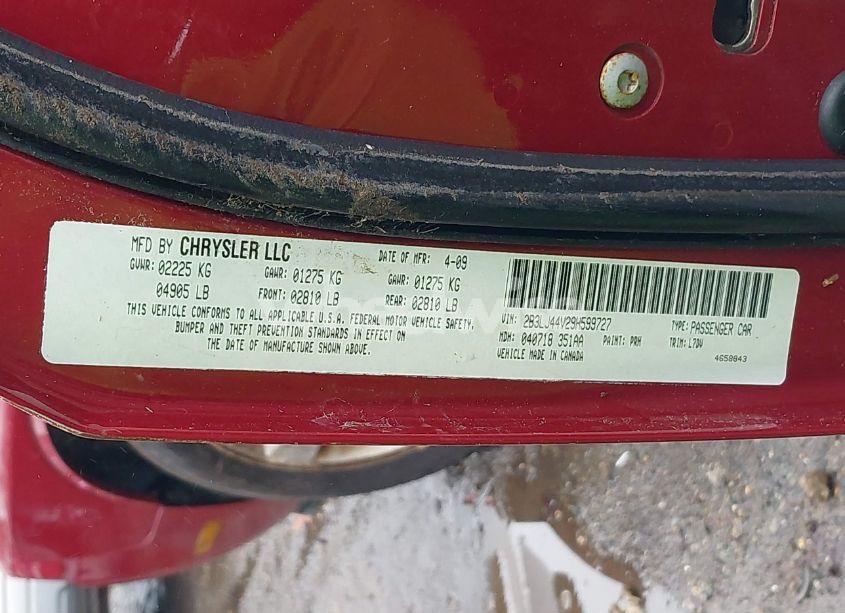 MFD BY CHRYSLER LLC DATE OF MFR: 4-09
GVWR: 02225 KG GAWR: 01275 KG GAWR: 01275 KG
04905 LB FRONT: 02810 LB REAR: 02810 LB
THIS VEHICLE CONFORMS TO ALL APPLICABLE U.S.A. FEDERAL MOTOR VEHICLE SAFETY,
BUMPER AND THEFT PREVENTION STANDARDS IN EFFECT ON
THE DATE OF MANUFACTURE SHOWN ABOVE.
VIN: 2B3LJ44V29H599727 TYPE: PASSENGER CAR
MDH: 040718 351AA PAINT: PRH TRIM: L7DV
VEHICLE MADE IN CANADA 4658843